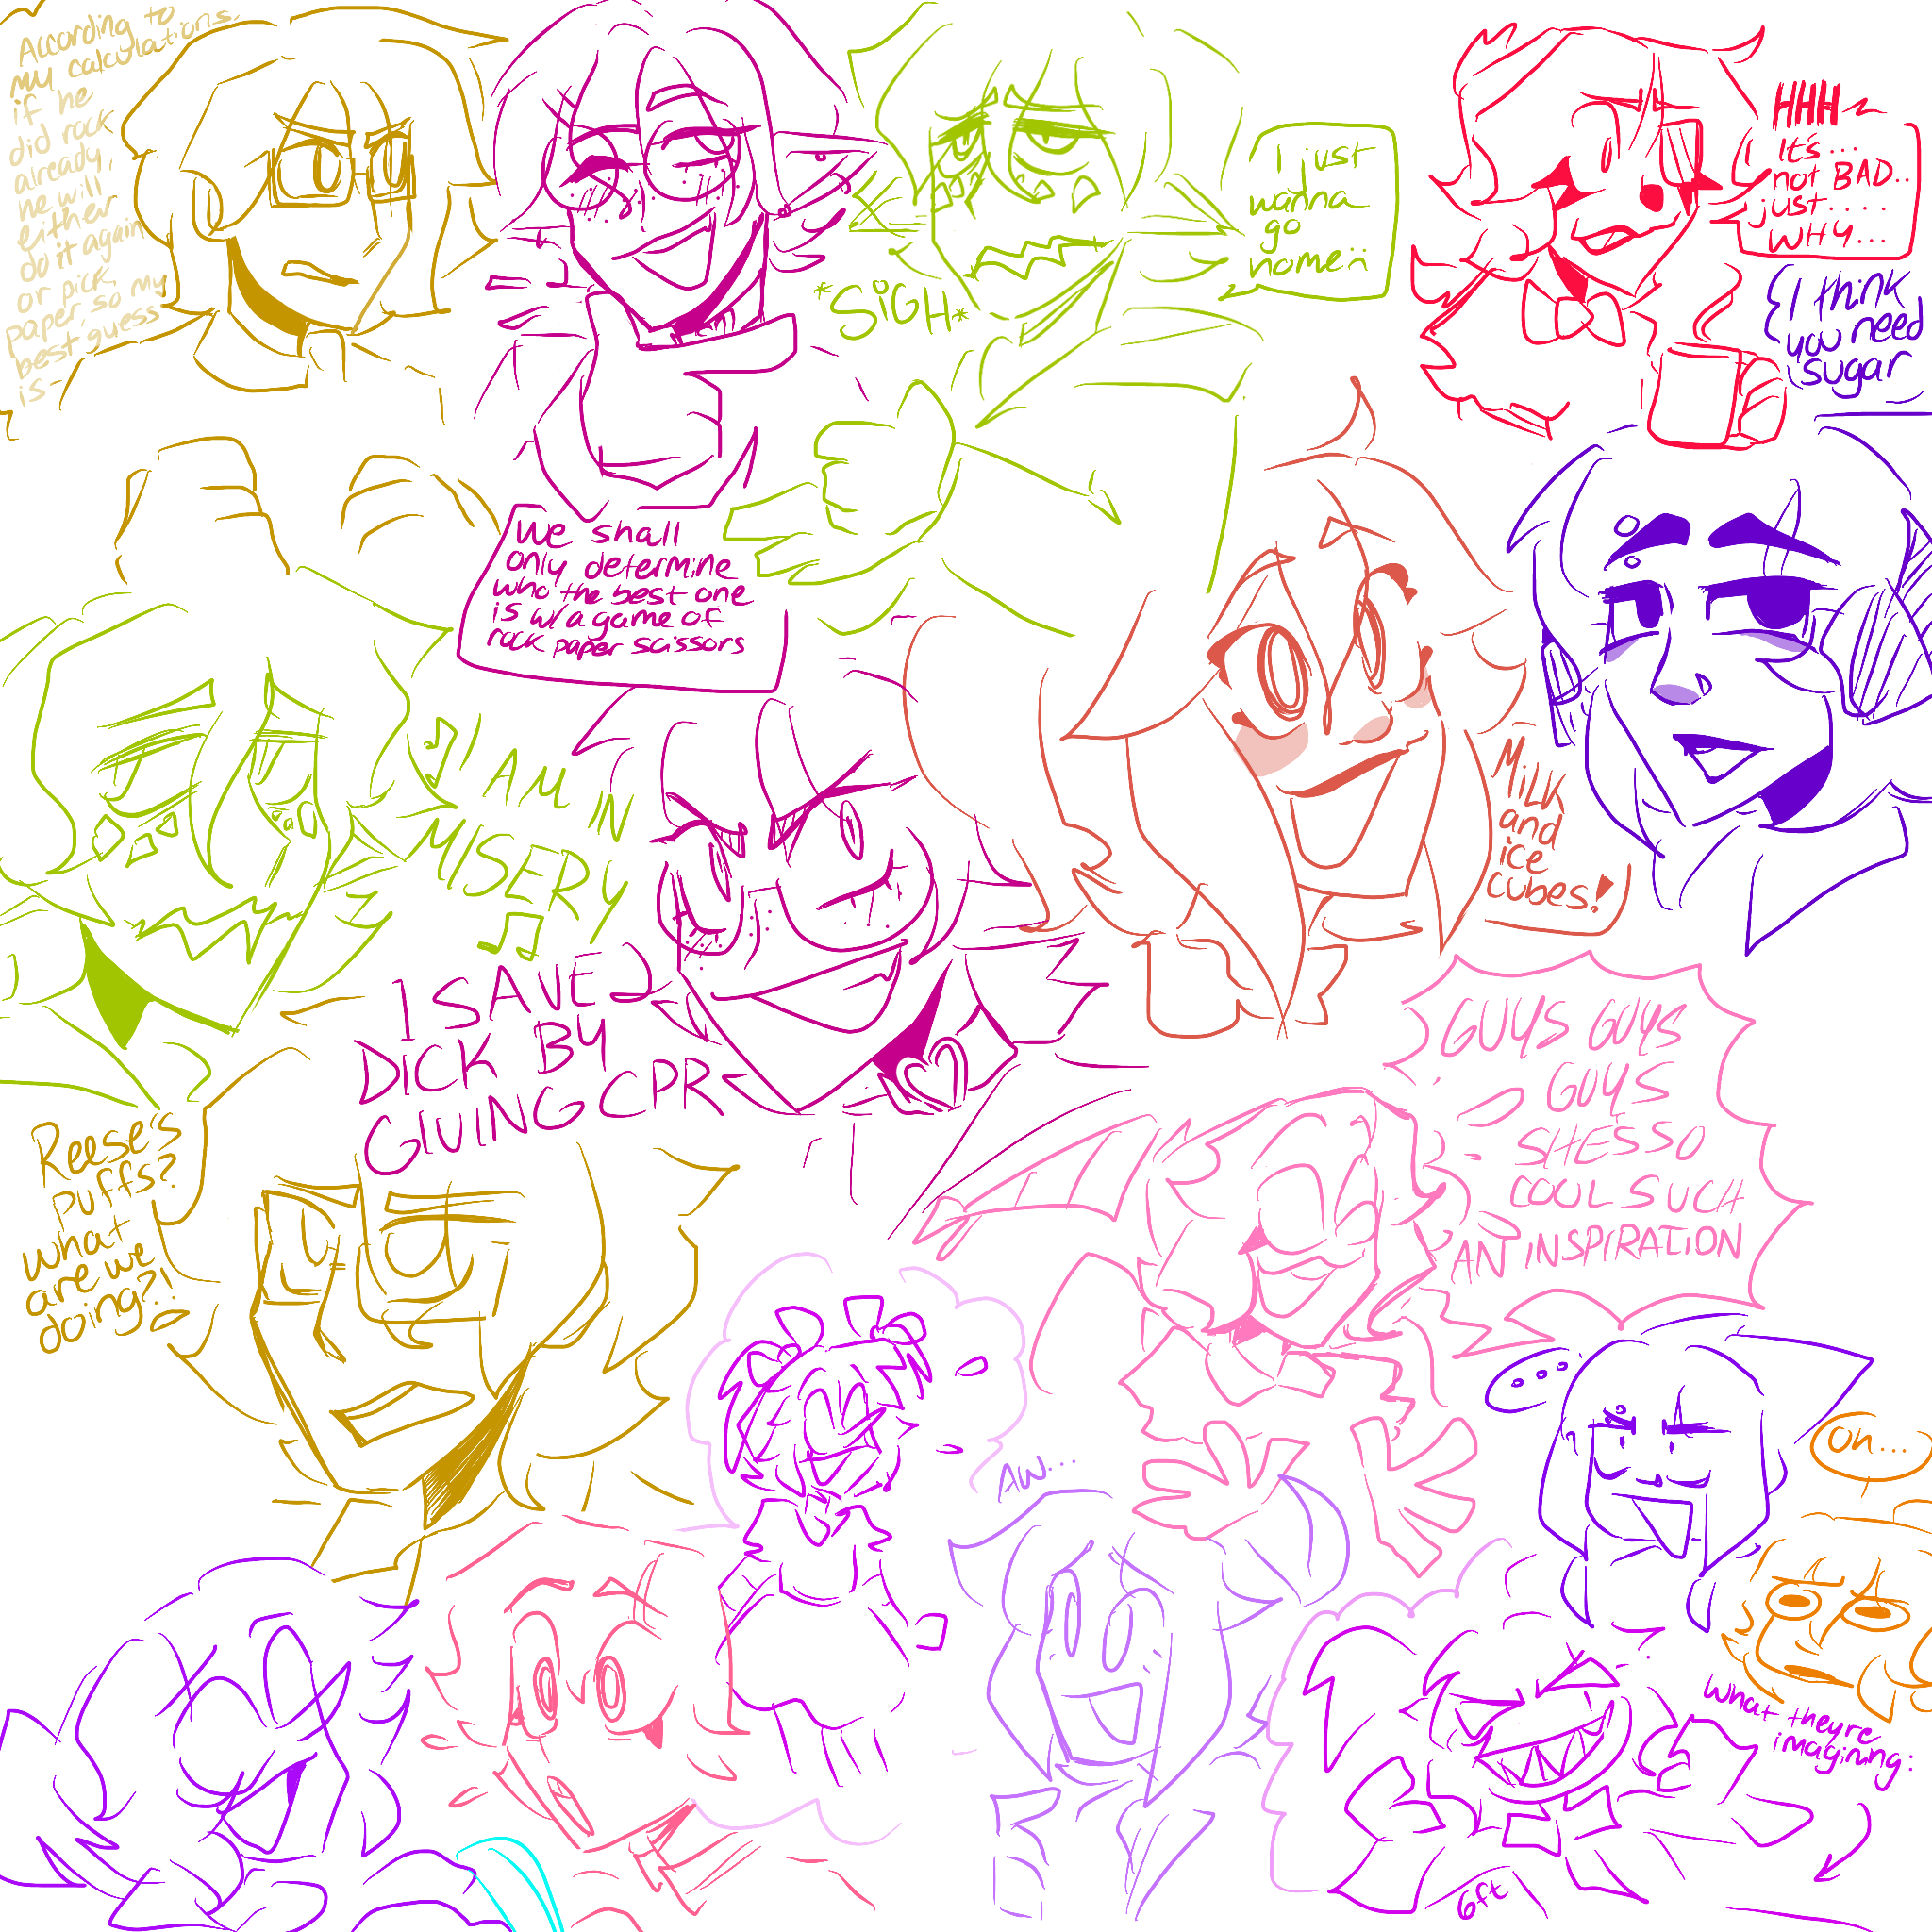 According to
my calculations,
if he
did rock
already,
he will
either
do it again
or pick
paper, so my
best guess
is-
*SIGH*
I just
wanna
go
home :(
HHH~
It's...
not BAD..
just....
WHY...
I think
you need
sugar
We shall
only determine
who the best one
is w/ a game of
rock paper scissors
I AM IN
MISERY
Milk
and
ice
cubes!
I SAVED
DICK BY
GIVING CPR
GUYS GUYS
GUYS
SHES SO
COOL SUCH
AN INSPIRATION
Reese's
puffs?
what
are we
doing?!
...
Oh...
AW...
what theyre
imagining:
6ft